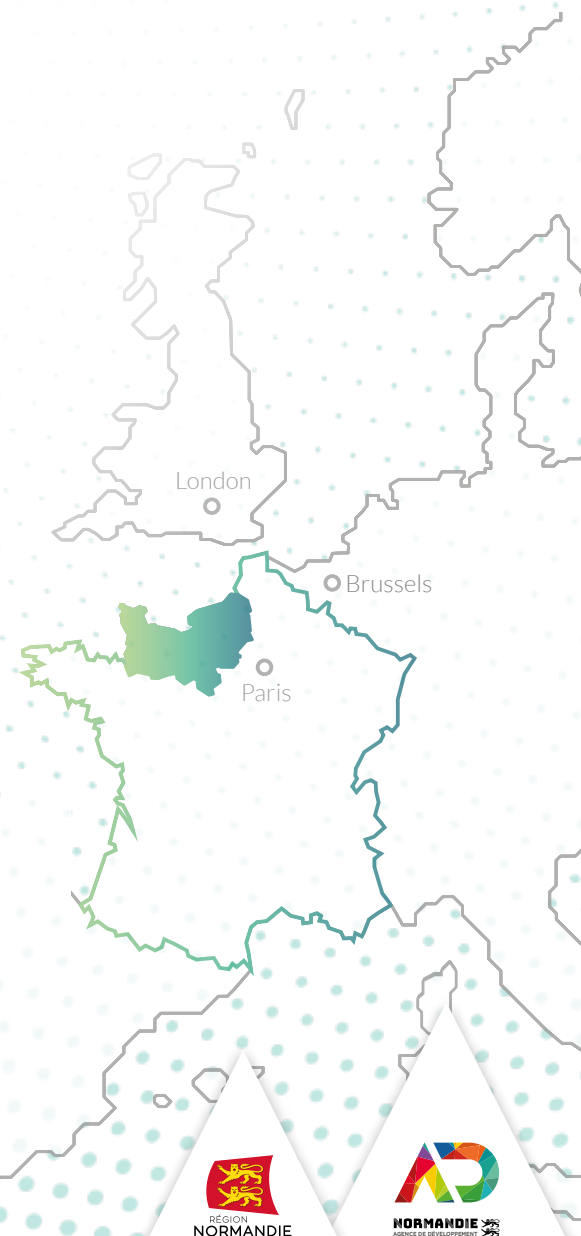 London
Brussels
Paris
RÉGION
NORMANDIE
NORMANDIE
AGENCE DE DÉVELOPPEMENT